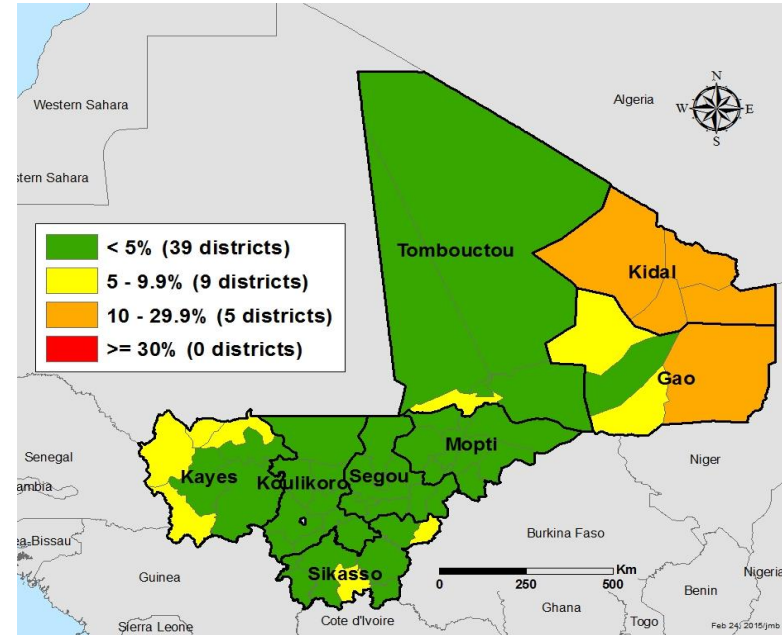 N
W E
S
Western Sahara
Algeria
stern Sahara
< 5% (39 districts)
5 - 9.9% (9 districts)
10 - 29.9% (5 districts)
>= 30% (0 districts)
Tombouctou
Kidal
Gao
Mopti
Senegal
Kayes
Koulikoro
Segou
Niger
ambia
ea-Bissau
Burkina Faso
Guinea
Sikasso
Km
0 250 500
Benin
Nigeria
Ghana
Togo
Sierra Leone
Cote d'Ivoire
Feb 24, 2015/jmb